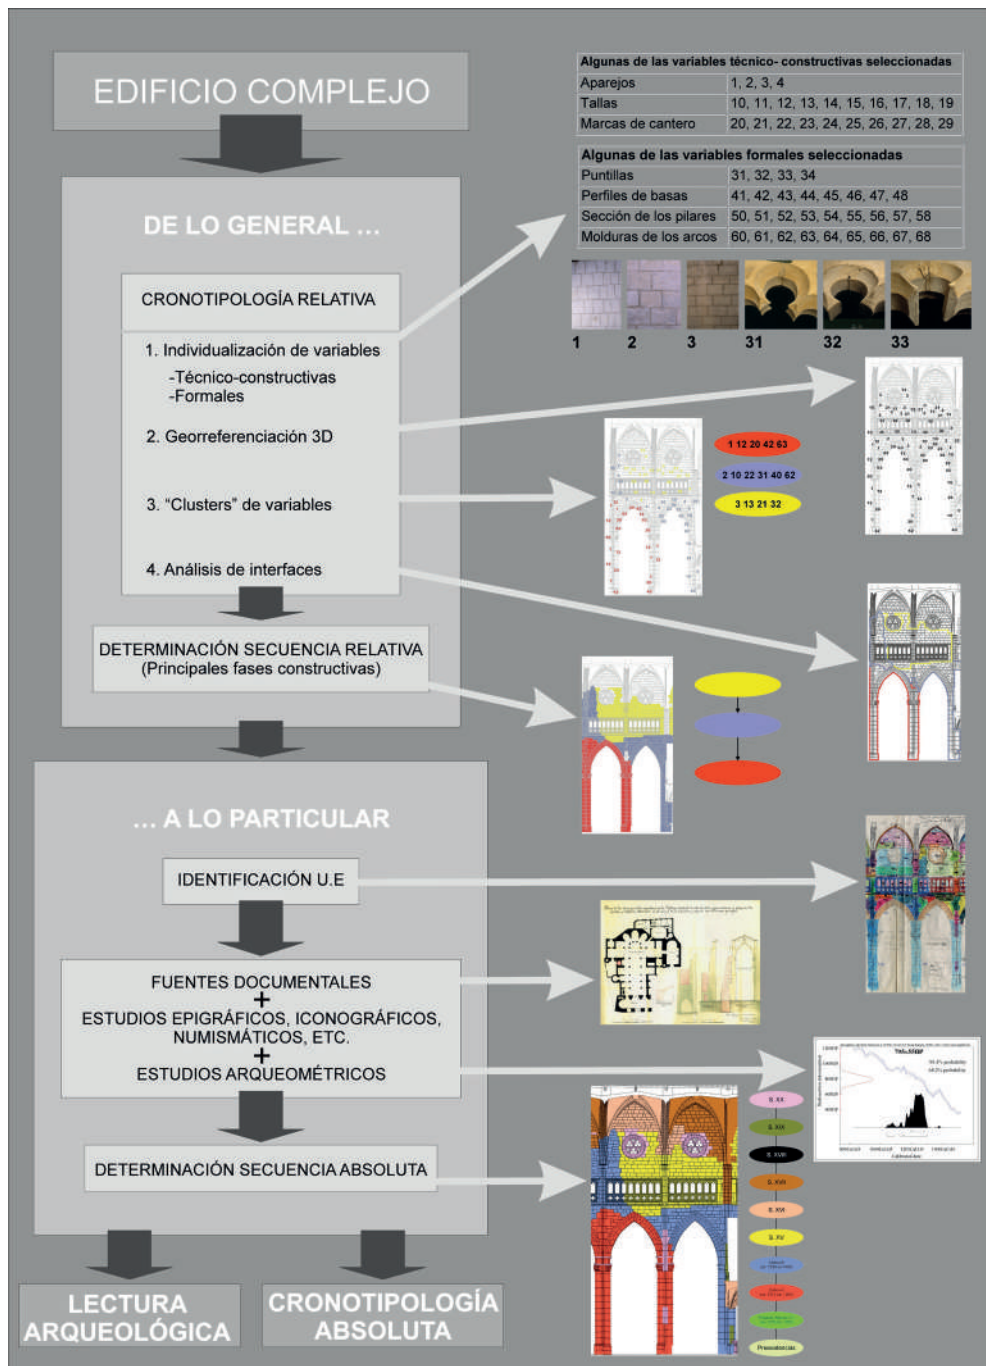 EDIFICIO COMPLEJO
DE LO GENERAL ...
CRONOTIPOLOGÍA RELATIVA
1. Individualización de variables
-Técnico-constructivas
-Formales
2. Georreferenciación 3D
3. "Clusters" de variables
4. Análisis de interfaces
DETERMINACIÓN SECUENCIA RELATIVA
(Principales fases constructivas)
Algunas de las variables técnico- constructivas seleccionadas
Aparejos 1, 2, 3, 4
Tallas 10, 11, 12, 13, 14, 15, 16, 17, 18, 19
Marcas de cantero 20, 21, 22, 23, 24, 25, 26, 27, 28, 29
Algunas de las variables formales seleccionadas
Puntillas 31, 32, 33, 34
Perfiles de basas 41, 42, 43, 44, 45, 46, 47, 48
Sección de los pilares 50, 51, 52, 53, 54, 55, 56, 57, 58
Molduras de los arcos 60, 61, 62, 63, 64, 65, 66, 67, 68
1 2 3 31 32 33
1 12 20 42 63
2 10 22 31 40 62
3 13 21 32
... A LO PARTICULAR
IDENTIFICACIÓN U.E
FUENTES DOCUMENTALES
+
ESTUDIOS EPIGRÁFICOS, ICONOGRÁFICOS,
NUMISMÁTICOS, ETC.
+
ESTUDIOS ARQUEOMÉTRICOS
DETERMINACIÓN SECUENCIA ABSOLUTA
S. XX
S. XIX
S. XVIII
S. XVII
S. XVI
S. XV
Preexistencias
LECTURA
ARQUEOLÓGICA
CRONOTIPOLOGÍA
ABSOLUTA